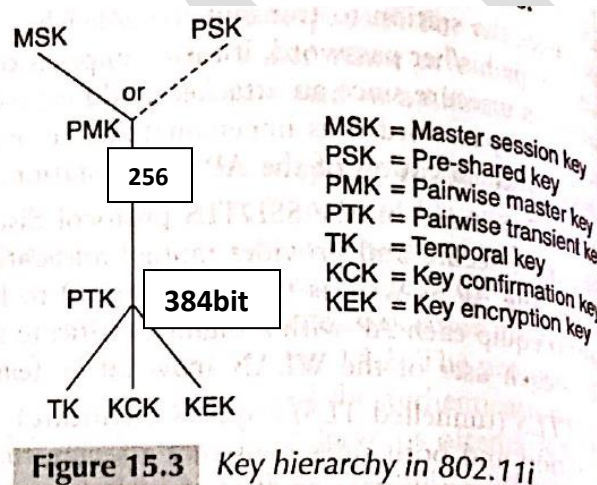 MSK
PSK
or
PMK
256
PTK
384bit
TK KCK KEK
MSK = Master session key
PSK = Pre-shared key
PMK = Pairwise master key
PTK = Pairwise transient
TK = Temporal key
KCK = Key confirmation
KEK = Key encryption key
Figure 15.3 Key hierarchy in 802.11i